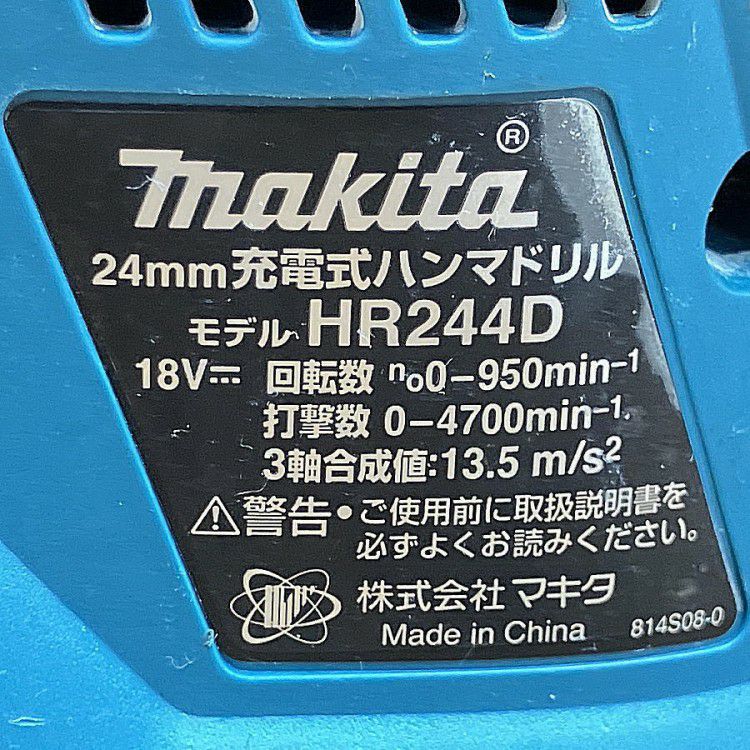 makita®
24mm充電式ハンマドリル
モデル HR244D
18V⎓ 回転数 n₀0−950min⁻¹
打撃数 0−4700min⁻¹
3軸合成値:13.5 m/s²
⚠警告・ご使用前に取扱説明書を
必ずよくお読みください。
株式会社 マキタ
Made in China 814S08-0